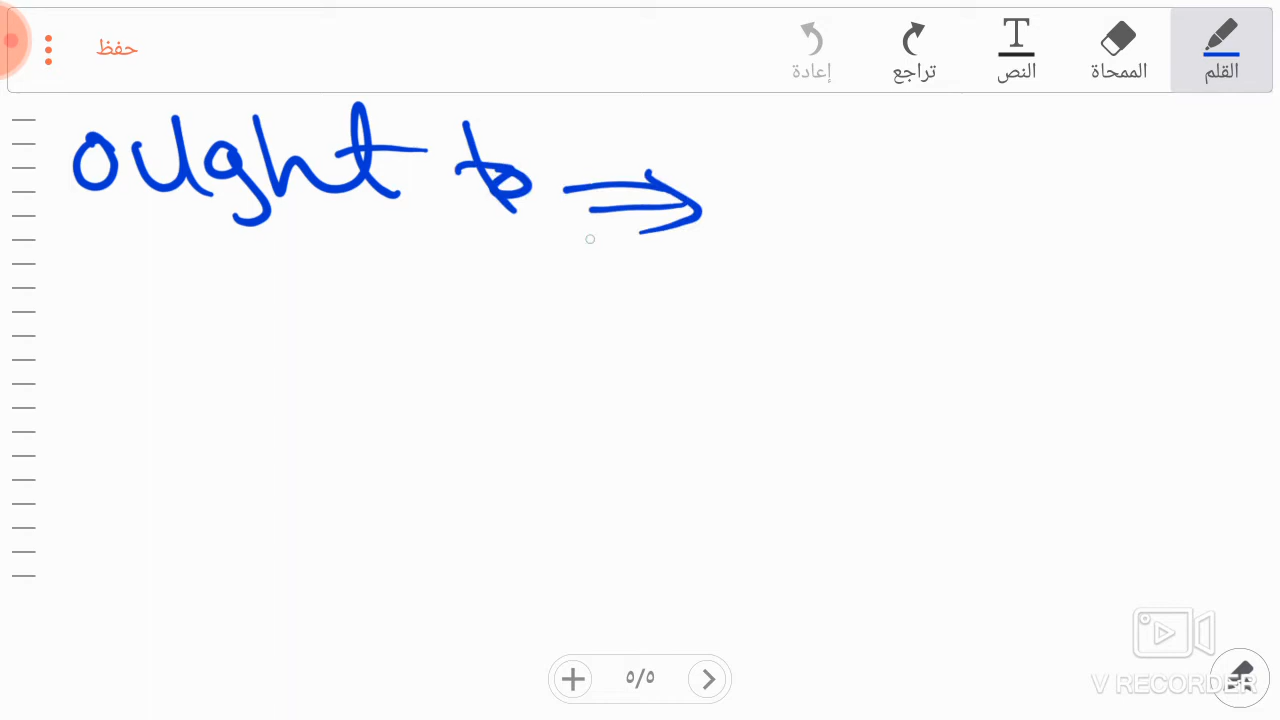 حفظ
إعادة
تراجع
النص
الممحاة
القلم
ought to ⇒
٥/٥
V RECORDER